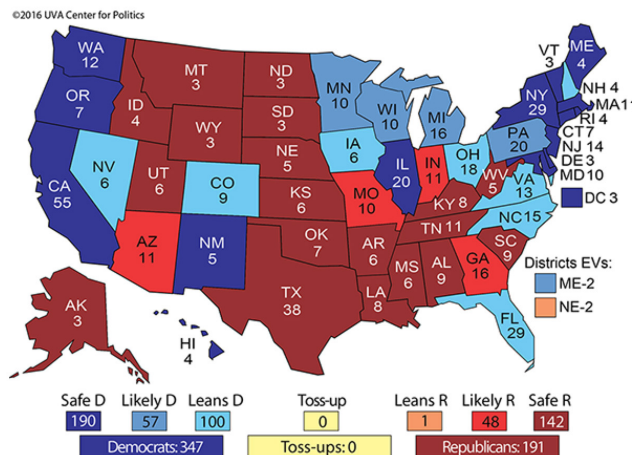 ©2016 UVA Center for Politics
WA
12
OR
7
CA
55
NV
6
ID
4
MT
3
WY
3
UT
6
AZ
11
CO
9
NM
5
ND
3
SD
3
NE
5
KS
6
OK
7
TX
38
MN
10
IA
6
MO
10
AR
6
LA
8
WI
10
IL
20
MI
16
IN
11
OH
18
KY 8
TN 11
MS
6
AL
9
GA
16
FL
29
SC
9
NC 15
VA
13
WV
5
PA
20
NY
29
VT
3
ME
4
NH 4
MA 11
RI 4
CT 7
NJ 14
DE 3
MD 10
DC 3
AK
3
HI
4
Districts EVs:
ME-2
NE-2
Safe D
Likely D
Leans D
Toss-up
Leans R
Likely R
Safe R
190
57
100
0
1
48
142
Democrats: 347
Toss-ups: 0
Republicans: 191